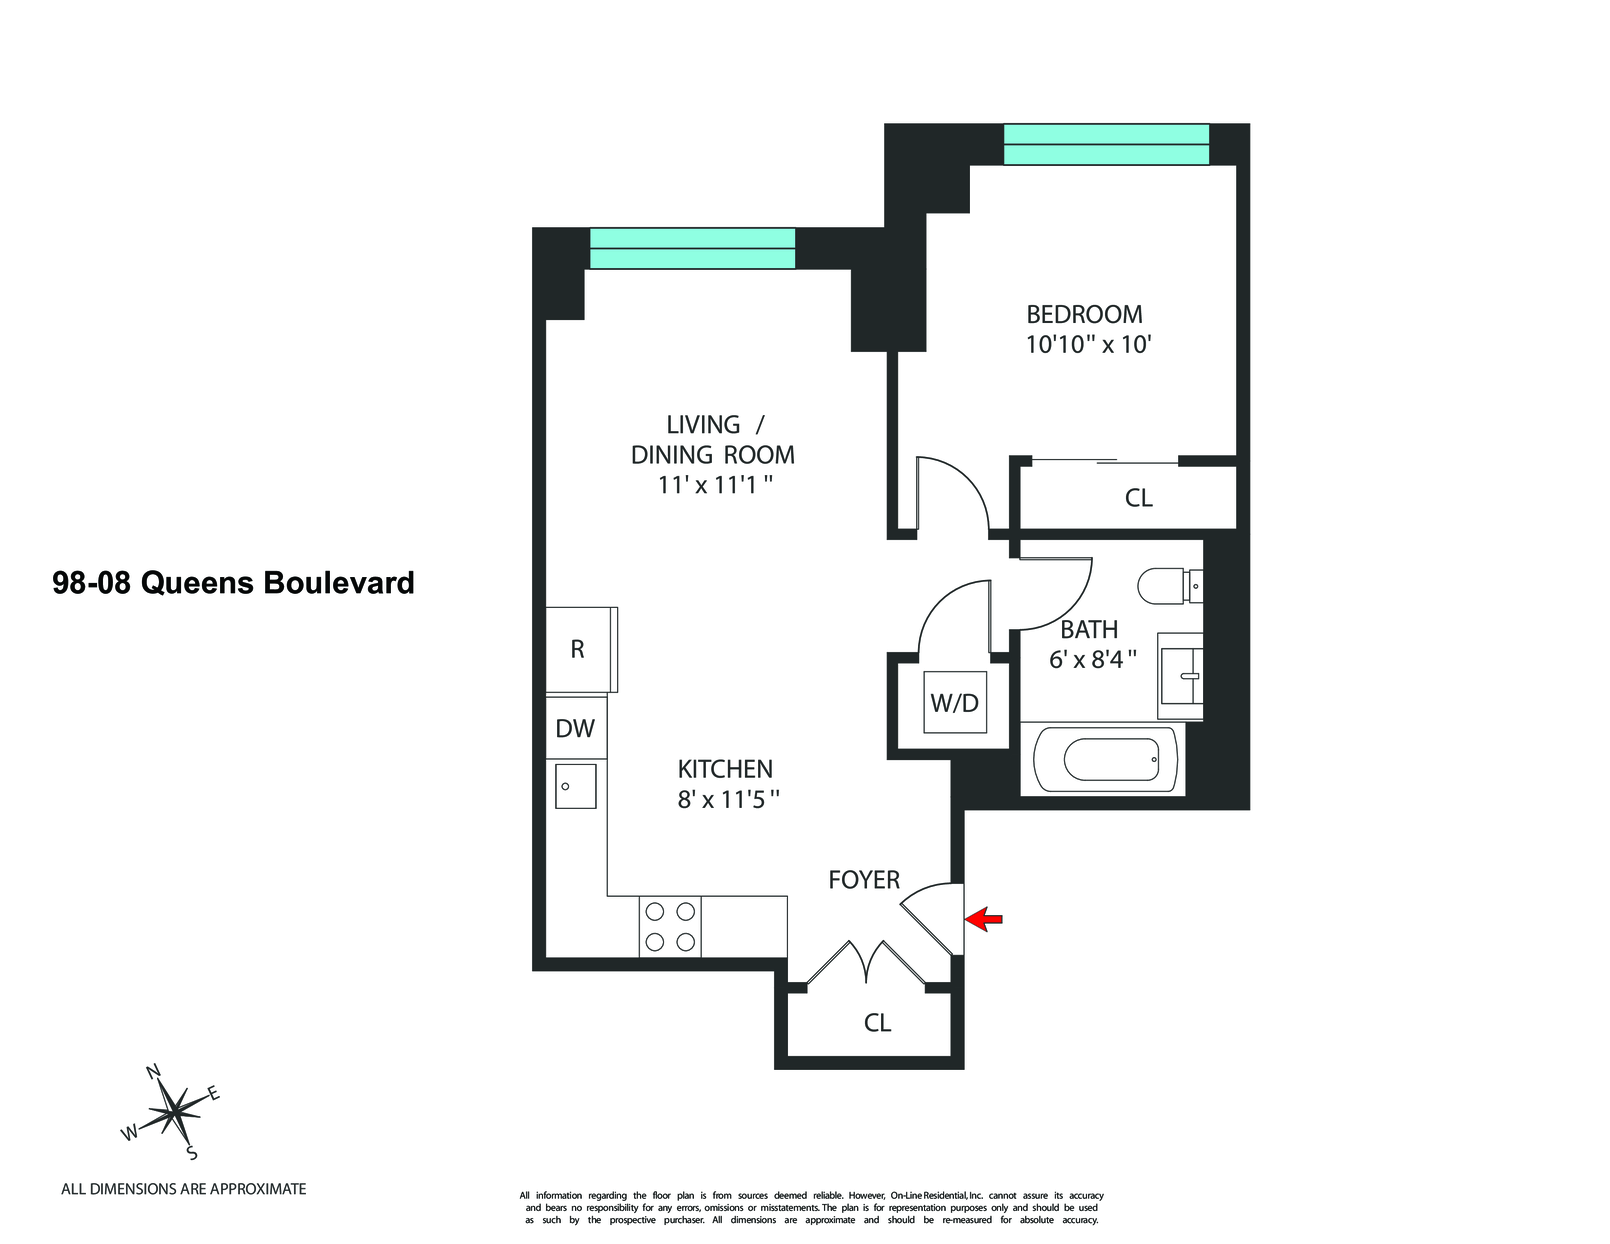 BEDROOM
10'10" x 10'
LIVING /
DINING ROOM
11' x 11'1 "
CL
98-08 Queens Boulevard
R
BATH
6' x 8'4 "
W/D
DW
KITCHEN
8' x 11'5 "
FOYER
CL
N
E
W
S
ALL DIMENSIONS ARE APPROXIMATE
All information regarding the floor plan is from sources deemed reliable. However, On-Line Residential, Inc. cannot assure its accuracy
and bears no responsibility for any errors, omissions or misstatements. The plan is for representation purposes only and should be used
as such by the prospective purchaser. All dimensions are approximate and should be re-measured for absolute accuracy.